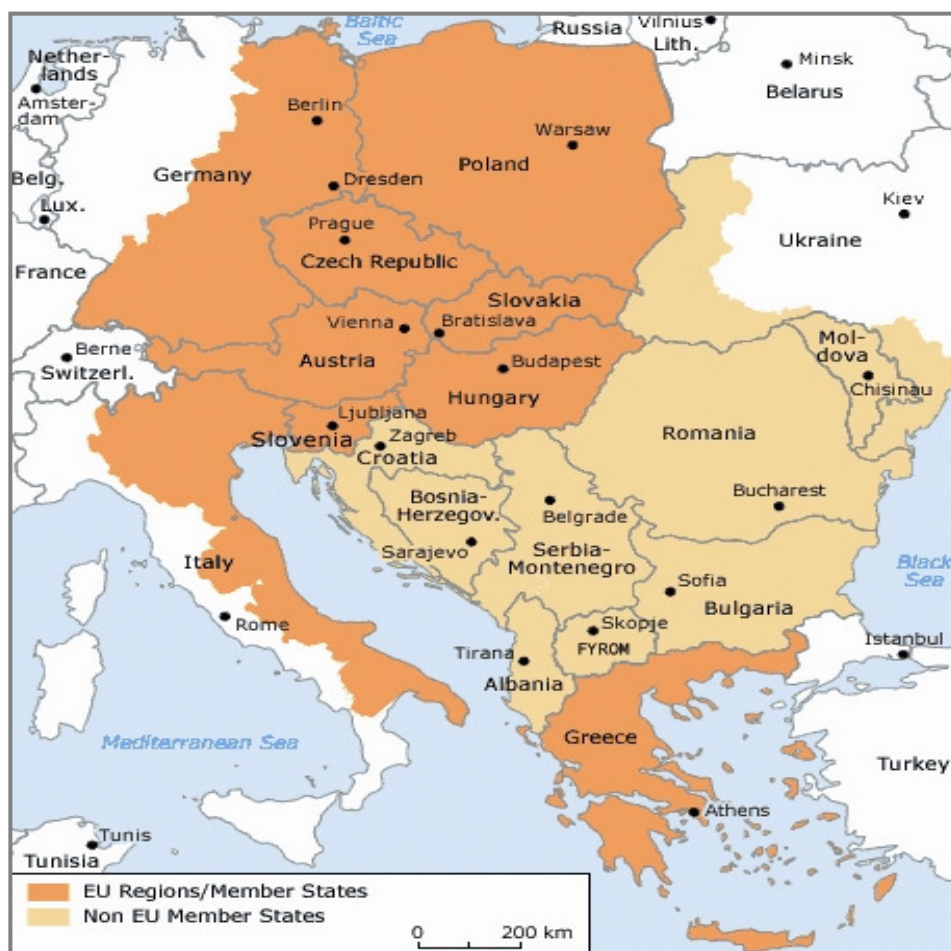 Baltic
Sea
Russia
Vilnius
Lith.
Minsk
Belarus
Nether-
lands
Amster-
dam
Berlin
Warsaw
Poland
Germany
Dresden
Belg.
Lux.
Kiev
Ukraine
Prague
Czech Republic
France
Slovakia
Vienna
Bratislava
Berne
Switzerl.
Austria
Budapest
Hungary
Mol-
dova
Chisinau
Ljubljana
Slovenia
Zagreb
Croatia
Romania
Bosnia-
Herzegov.
Sarajevo
Belgrade
Bucharest
Serbia-
Montenegro
Italy
Sofia
Bulgaria
Black
Sea
Rome
Skopje
FYROM
Tirana
Albania
Istanbul
Mediterranean Sea
Greece
Turkey
Athens
Tunis
Tunisia
EU Regions/Member States
Non EU Member States
0 200 km